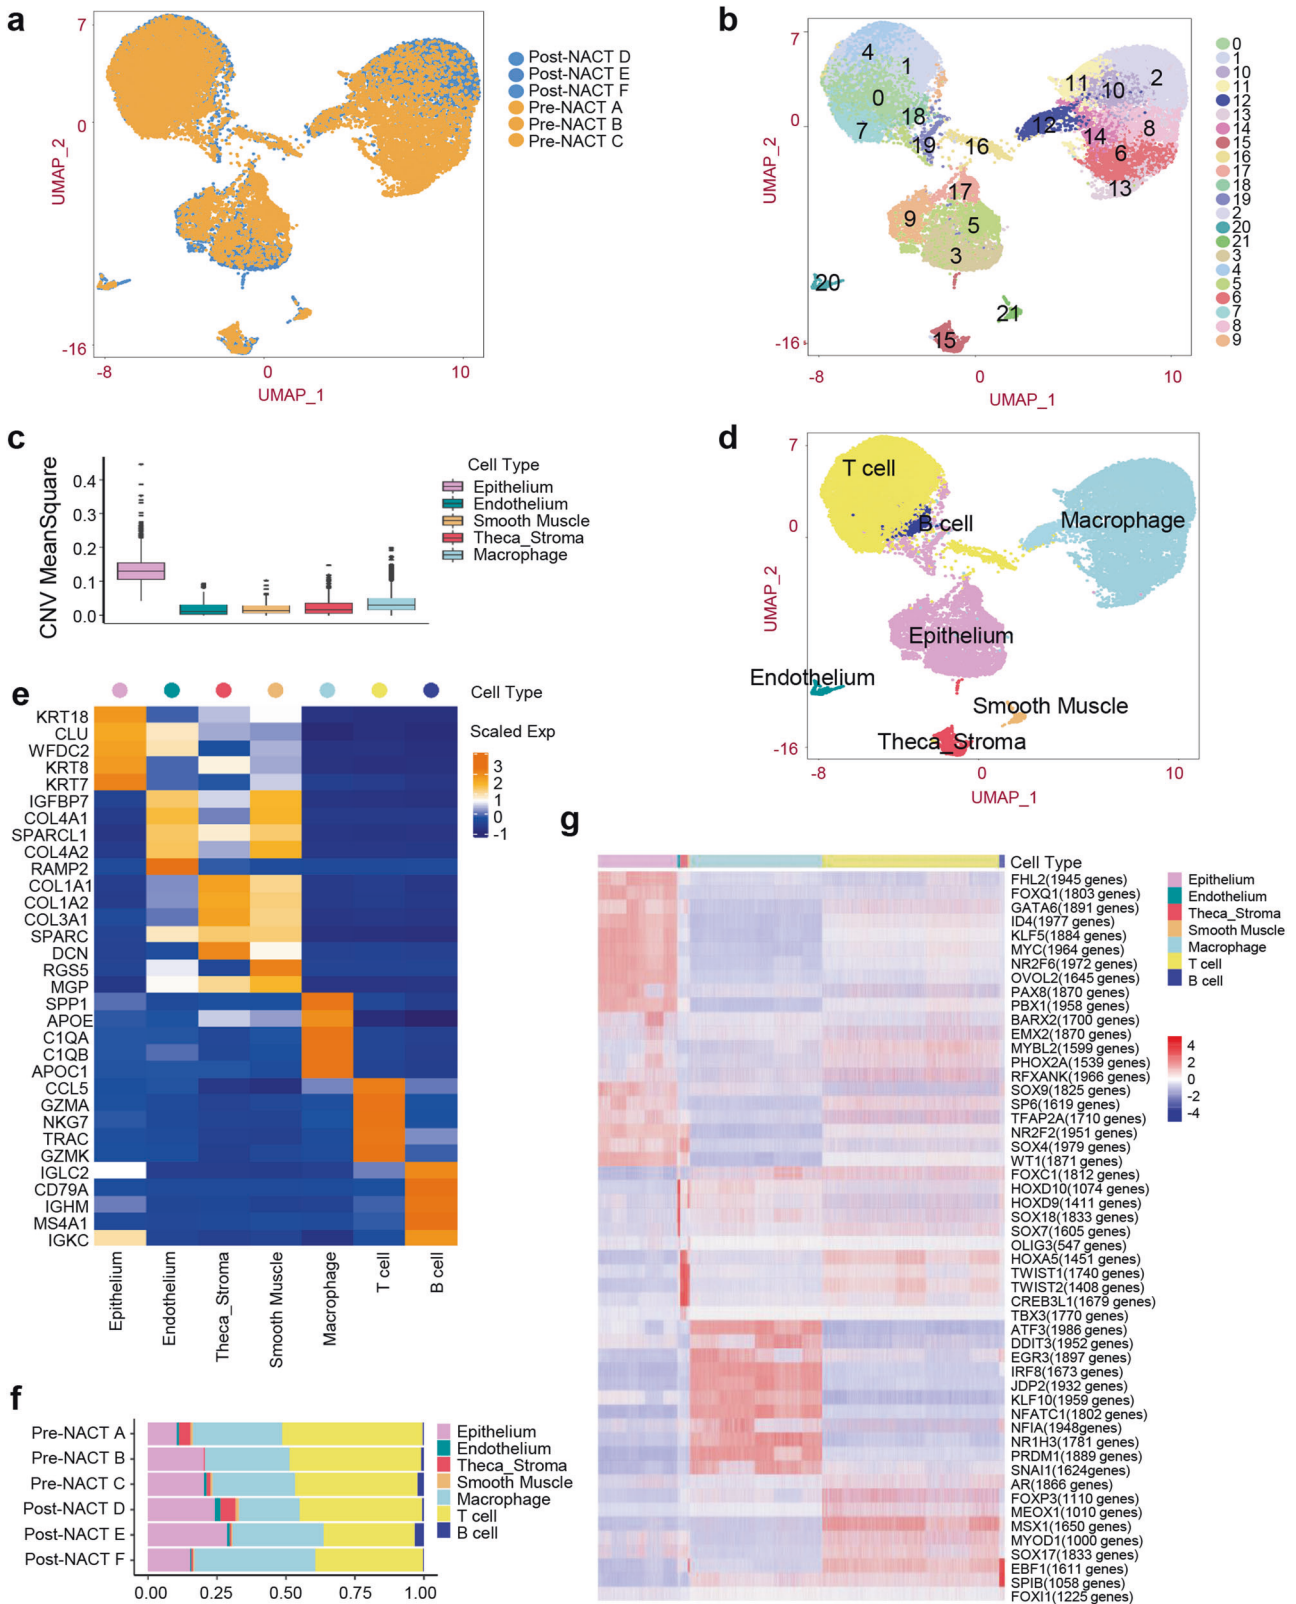 a
7
0
-16
-8
0
10
UMAP_2
UMAP_1
Post-NACT D
Post-NACT E
Post-NACT F
Pre-NACT A
Pre-NACT B
Pre-NACT C
b
7
0
-16
-8
0
10
UMAP_2
UMAP_1
4
1
0
18
7
19
16
11
10
2
12
14
8
6
13
17
9
5
3
20
21
15
0
1
10
11
12
13
14
15
16
17
18
19
2
20
21
3
4
5
6
7
8
9
c
CNV MeanSquare
0.4
0.3
0.2
0.1
0.0
Cell Type
Epithelium
Endothelium
Smooth Muscle
Theca_Stroma
Macrophage
d
7
0
-16
-8
0
10
UMAP_2
UMAP_1
T cell
B cell
Macrophage
Epithelium
Endothelium
Smooth Muscle
Theca_Stroma
e
Cell Type
Scaled Exp
3
2
1
0
-1
KRT18
CLU
WFDC2
KRT8
KRT7
IGFBP7
COL4A1
SPARCL1
COL4A2
RAMP2
COL1A1
COL1A2
COL3A1
SPARC
DCN
RGS5
MGP
SPP1
APOE
C1QA
C1QB
APOC1
CCL5
GZMA
NKG7
TRAC
GZMK
IGLC2
CD79A
IGHM
MS4A1
IGKC
Epithelium
Endothelium
Theca_Stroma
Smooth Muscle
Macrophage
T cell
B cell
f
Pre-NACT A
Pre-NACT B
Pre-NACT C
Post-NACT D
Post-NACT E
Post-NACT F
0.00
0.25
0.50
0.75
1.00
Epithelium
Endothelium
Theca_Stroma
Smooth Muscle
Macrophage
T cell
B cell
g
Cell Type
FHL2(1945 genes)
FOXQ1(1803 genes)
GATA6(1891 genes)
ID4(1977 genes)
KLF5(1884 genes)
MYC(1964 genes)
NR2F6(1972 genes)
OVOL2(1645 genes)
PAX8(1870 genes)
PBX1(1958 genes)
BARX2(1700 genes)
EMX2(1870 genes)
MYBL2(1599 genes)
PHOX2A(1539 genes)
RFXANK(1966 genes)
SOX9(1825 genes)
SP6(1619 genes)
TFAP2A(1710 genes)
NR2F2(1951 genes)
SOX4(1979 genes)
WT1(1871 genes)
FOXC1(1812 genes)
HOXD10(1074 genes)
HOXD9(1411 genes)
SOX18(1833 genes)
SOX7(1605 genes)
OLIG3(547 genes)
HOXA5(1451 genes)
TWIST1(1740 genes)
TWIST2(1408 genes)
CREB3L1(1679 genes)
TBX3(1770 genes)
ATF3(1986 genes)
DDIT3(1952 genes)
EGR3(1897 genes)
IRF8(1673 genes)
JDP2(1932 genes)
KLF10(1959 genes)
NFATC1(1802 genes)
NFIA(1948genes)
NR1H3(1781 genes)
PRDM1(1889 genes)
SNAI1(1624genes)
AR(1866 genes)
FOXP3(1110 genes)
MEOX1(1010 genes)
MSX1(1650 genes)
MYOD1(1000 genes)
SOX17(1833 genes)
EBF1(1611 genes)
SPIB(1058 genes)
FOXI1(1225 genes)
Epithelium
Endothelium
Theca_Stroma
Smooth Muscle
Macrophage
T cell
B cell
4
2
0
-2
-4